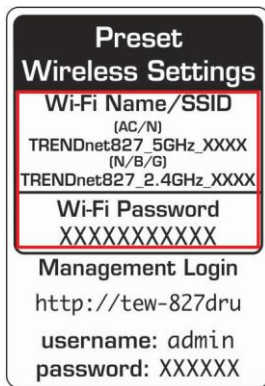 Preset
Wireless Settings
Wi-Fi Name/SSID
(AC/N)
TRENDnet827_5GHz_XXXX
(N/B/G)
TRENDnet827_2.4GHz_XXXX
Wi-Fi Password
XXXXXXXXXXX
Management Login
http://tew-827dru
username: admin
password: XXXXXX